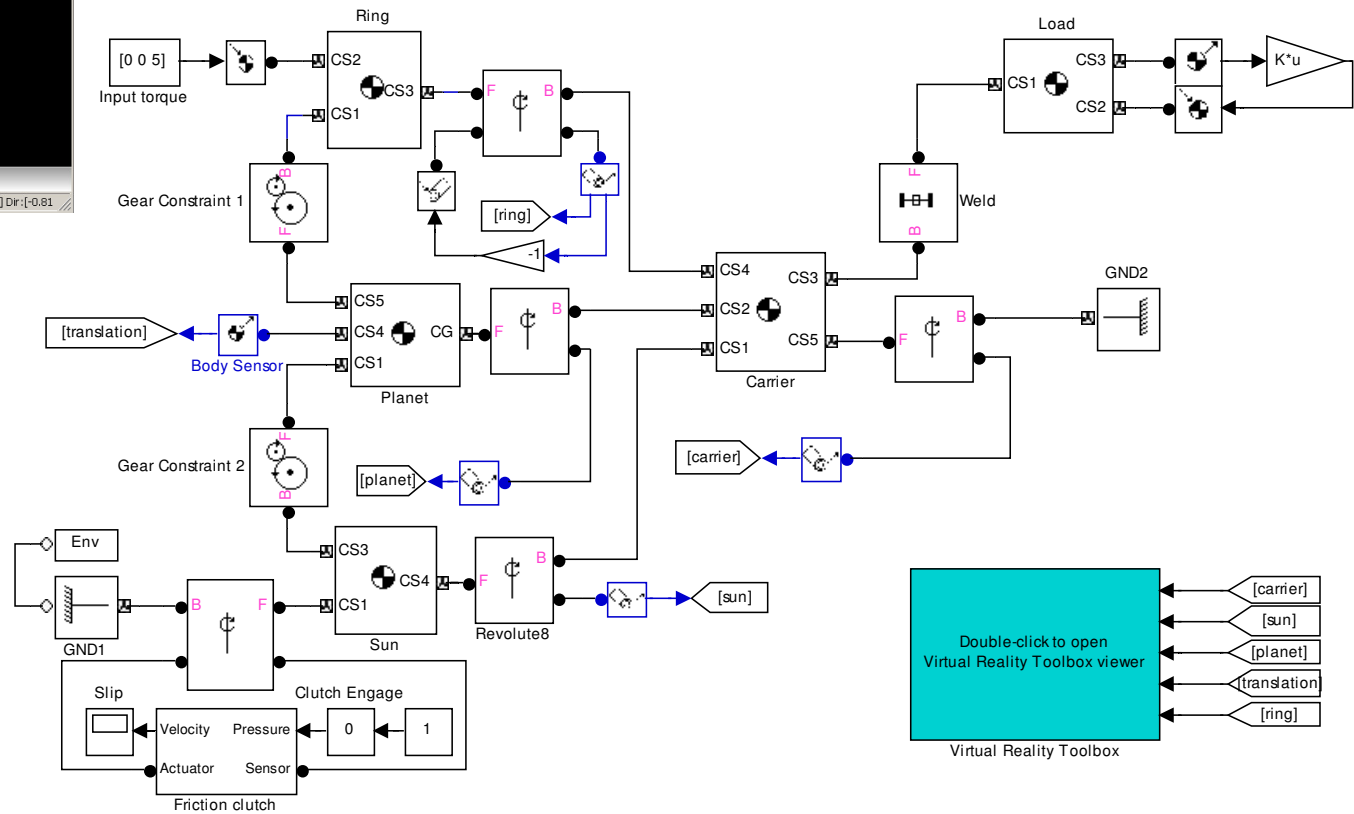 ] Dir:[-0.81
Ring
[0 0 5]
Input torque
CS2
CS3
CS1
F
B
Load
CS3
CS1
CS2
K*u
Gear Constraint 1
B
F
[ring]
-1
F
Weld
B
CS5
CS4
CG
CS1
Planet
F
B
[translation]
Body Sensor
CS4
CS3
CS2
CS5
CS1
Carrier
F
B
GND2
Gear Constraint 2
F
B
[planet]
[carrier]
Env
GND1
B
F
CS3
CS4
CS1
Sun
F
B
Revolute8
[sun]
Slip
Clutch Engage
0
1
Velocity
Pressure
Actuator
Sensor
Friction clutch
Double-click to open
Virtual Reality Toolbox viewer
Virtual Reality Toolbox
[carrier]
[sun]
[planet]
[translation]
[ring]